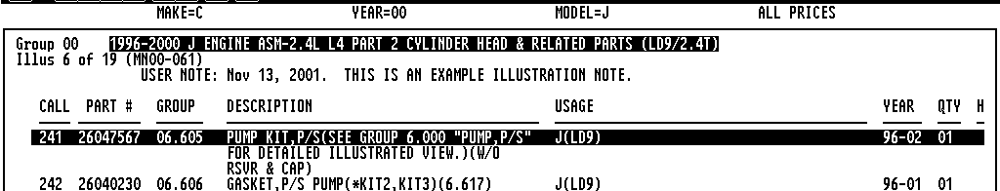 MAKE=C YEAR=00 MODEL=J ALL PRICES
Group 00 1996-2000 J ENGINE ASM-2.4L L4 PART 2 CYLINDER HEAD & RELATED PARTS (LD9/2.4T)
Illus 6 of 19 (MN00-061)
USER NOTE: Nov 13, 2001. THIS IS AN EXAMPLE ILLUSTRATION NOTE.
CALL PART # GROUP DESCRIPTION USAGE YEAR QTY H
241 26047567 06.605 PUMP KIT,P/S(SEE GROUP 6.000 "PUMP,P/S" J(LD9) 96-02 01
FOR DETAILED ILLUSTRATED VIEW.)(W/O
RSVR & CAP)
242 26040230 06.606 GASKET,P/S PUMP(*KIT2,KIT3)(6.617) J(LD9) 96-01 01